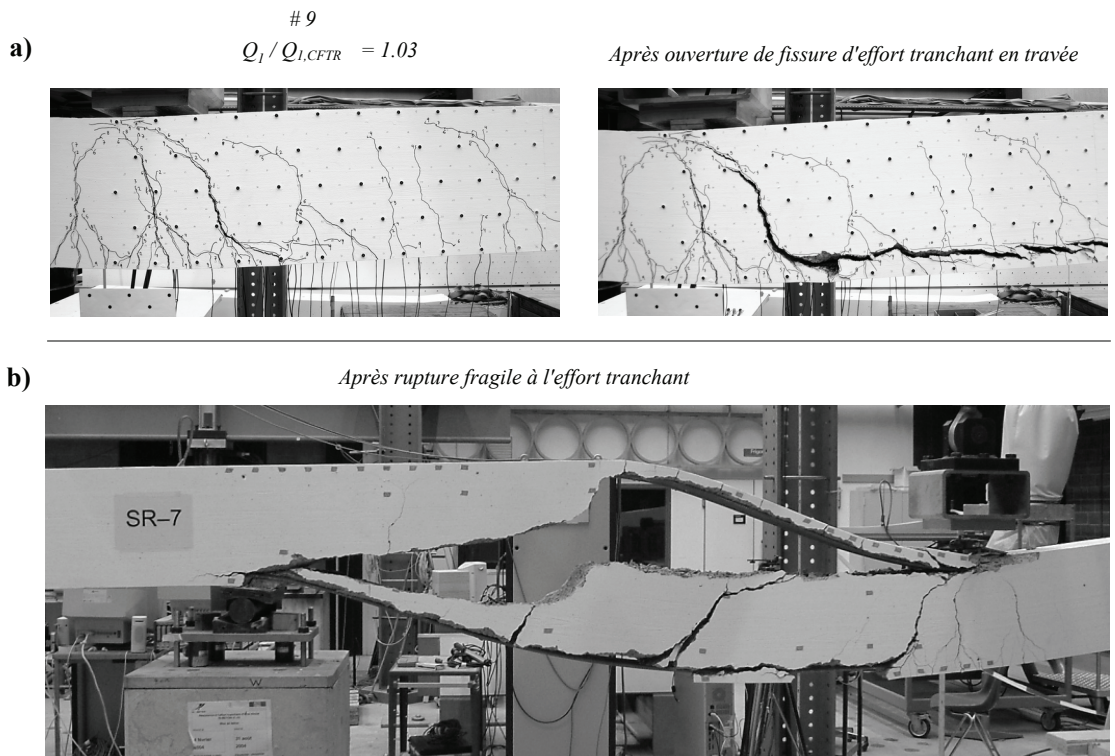 # 9
a)
Q1 / Q1,CFTR = 1.03
Après ouverture de fissure d'effort tranchant en travée
b)
Après rupture fragile à l'effort tranchant
SR–7
W